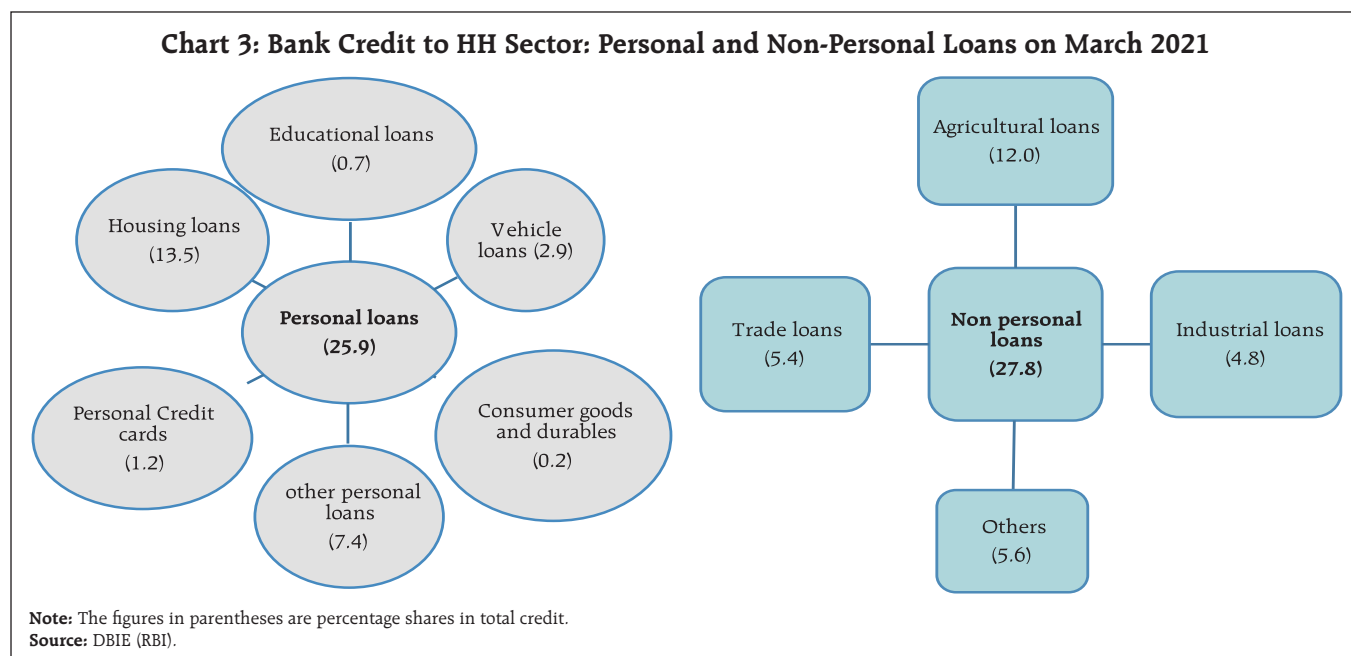 Chart 3: Bank Credit to HH Sector: Personal and Non-Personal Loans on March 2021
Educational loans
(0.7)
Housing loans
(13.5)
Vehicle
loans (2.9)
Personal loans
(25.9)
Personal Credit
cards
(1.2)
Consumer goods
and durables
(0.2)
other personal
loans
(7.4)
Agricultural loans
(12.0)
Trade loans
(5.4)
Non personal
loans
(27.8)
Industrial loans
(4.8)
Others
(5.6)
Note: The figures in parentheses are percentage shares in total credit.
Source: DBIE (RBI).